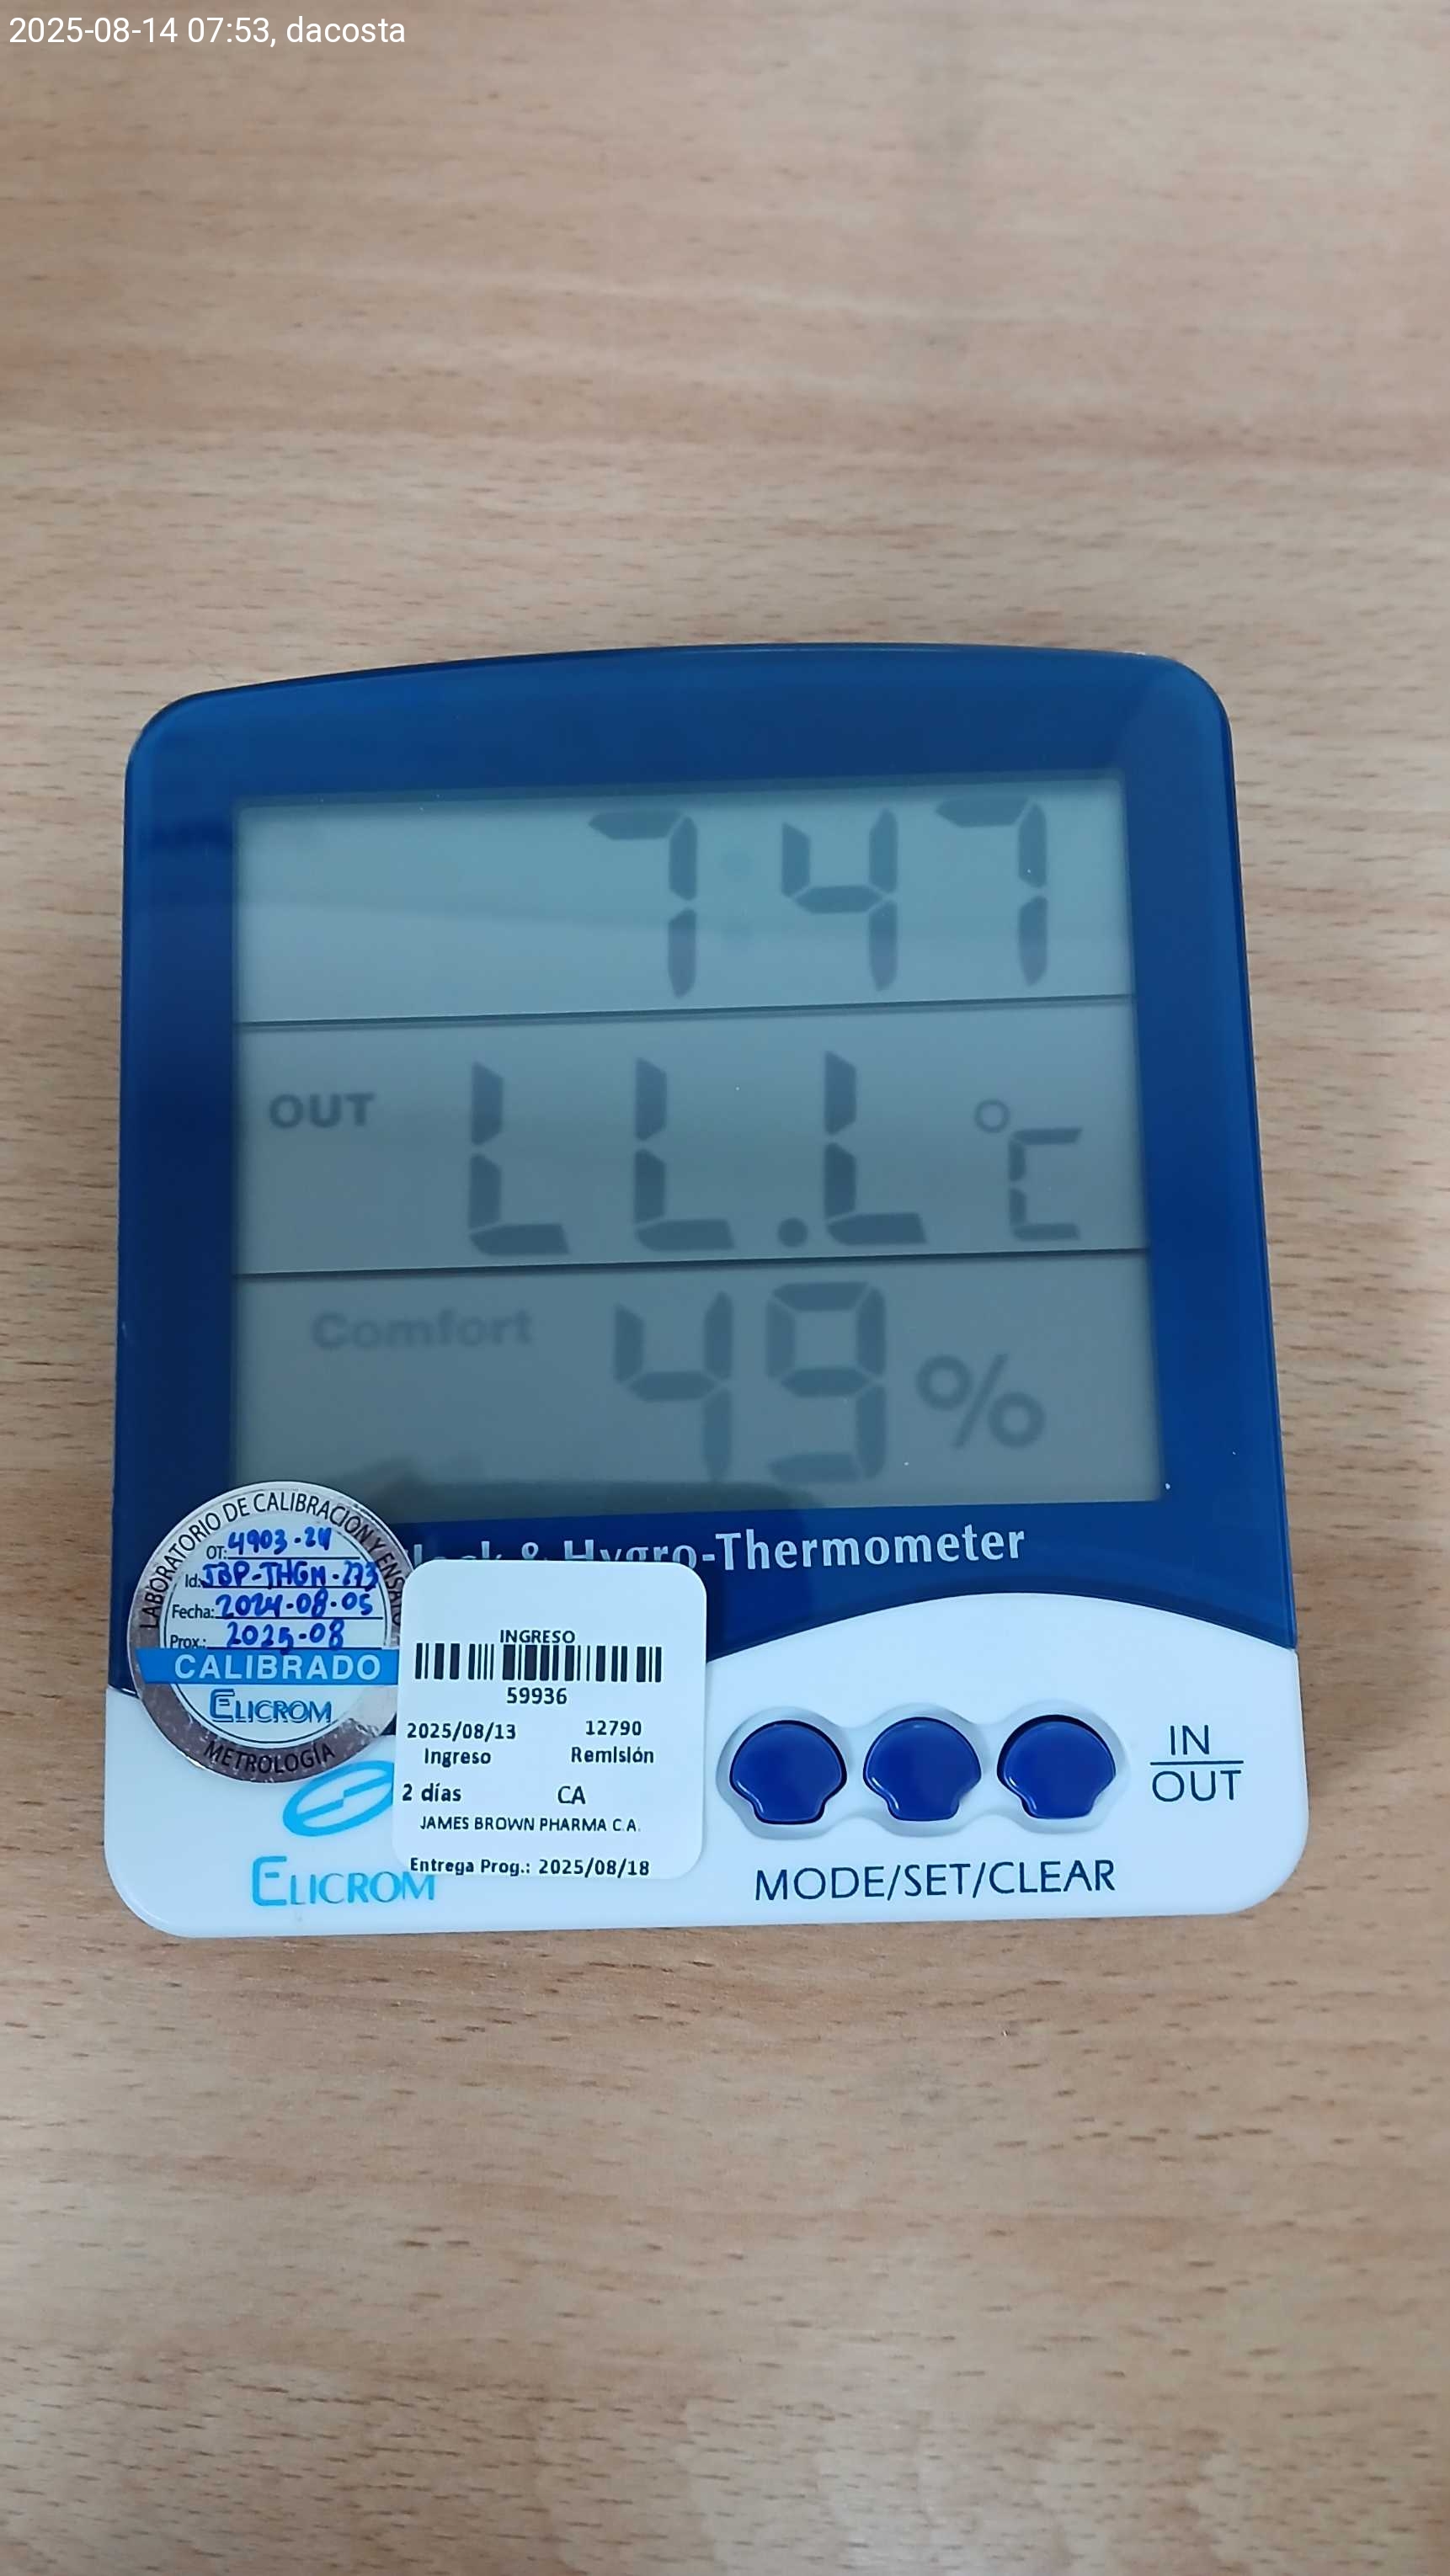 2025-08-14 07:53, dacosta
7:47
OUT LL.L °C
Comfort 49 %
& Hygro-Thermometer
LABORATORIO DE CALIBRACIÓN Y ENSAYO
OT: 4903-24
Id: JBP-THGM-273
Fecha: 2024-08-05
Prox.: 2025-08
CALIBRADO
ELICROM
METROLOGÍA
INGRESO
59936
2025/08/13 12790
Ingreso Remisión
2 días CA
JAMES BROWN PHARMA C.A.
Entrega Prog.: 2025/08/18
ELICROM
IN
OUT
MODE/SET/CLEAR